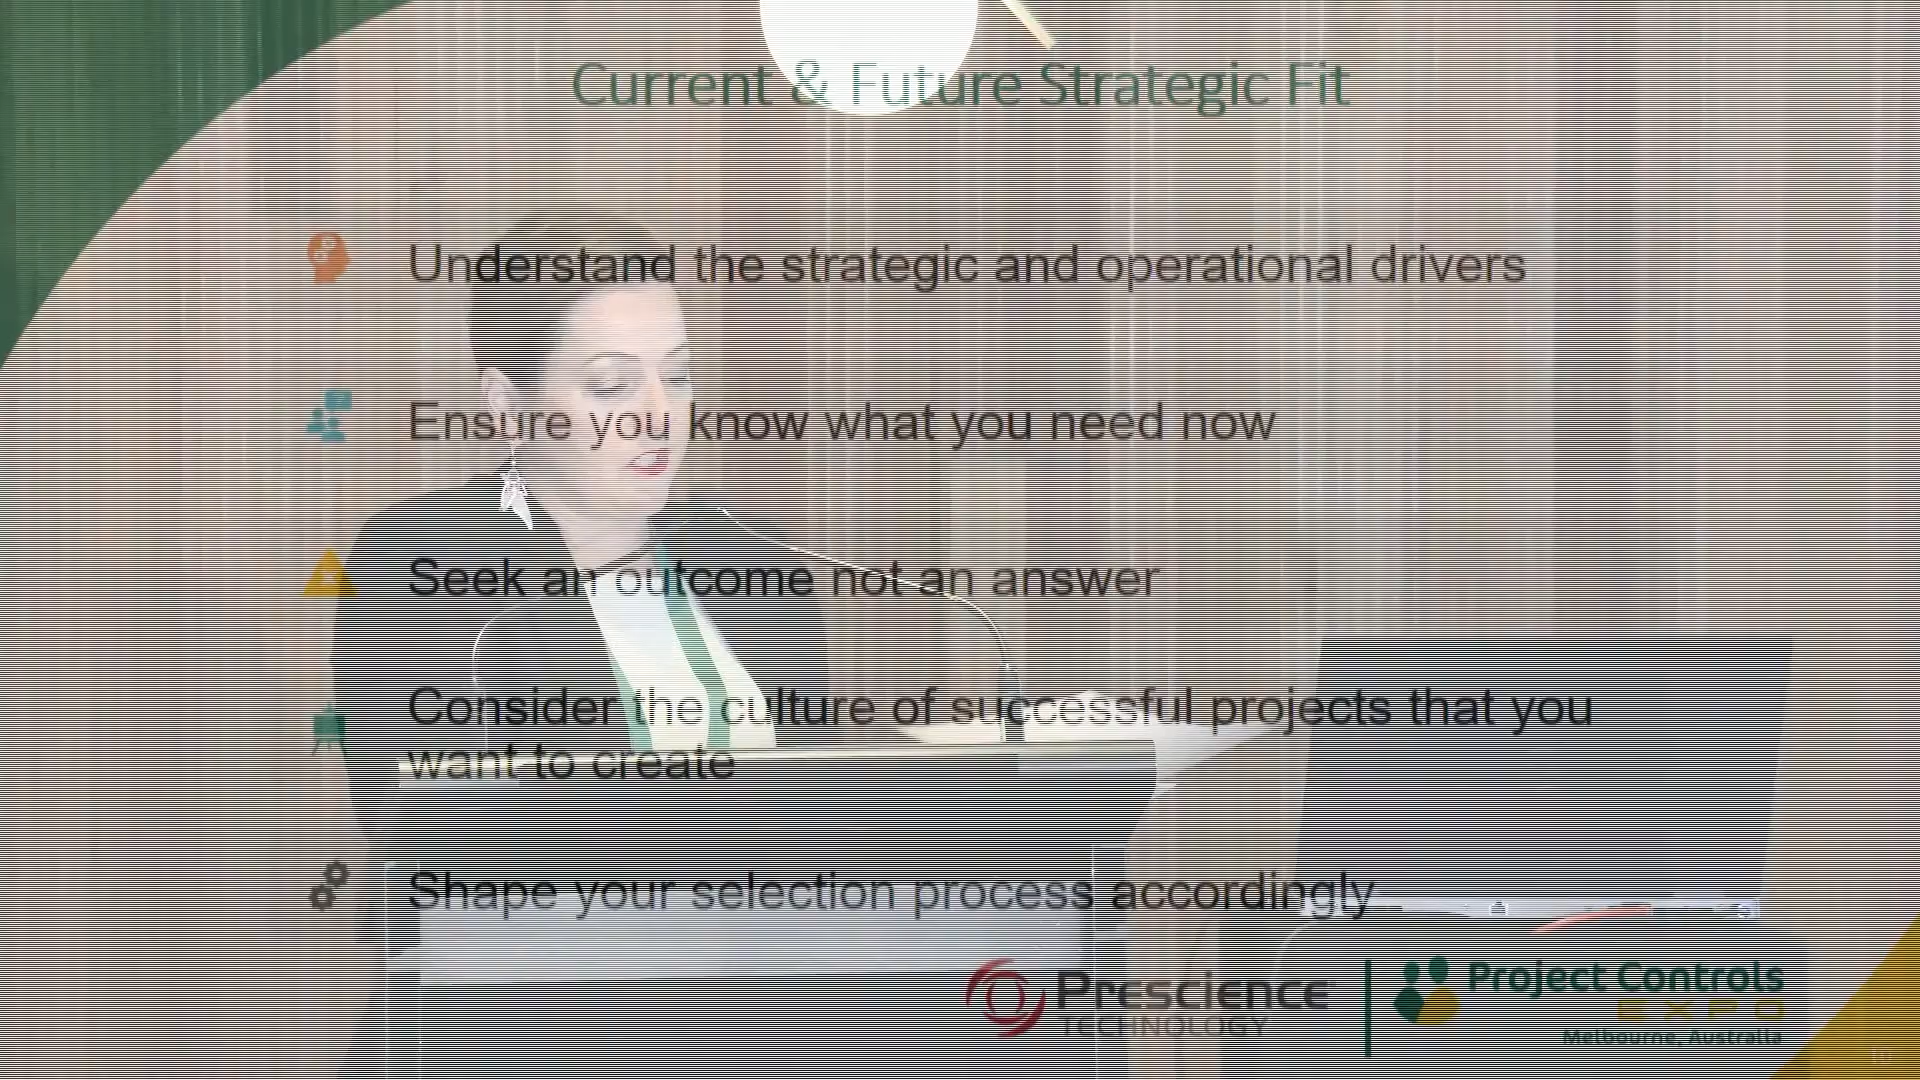 Current & Future Strategic Fit
Understand the strategic and operational drivers
Ensure you know what you need now
Seek an outcome not an answer
Consider the culture of successful projects that you
want to create
Shape your selection process accordingly
Prescience
TECHNOLOGY
Project Controls
EXPO
Melbourne, Australia